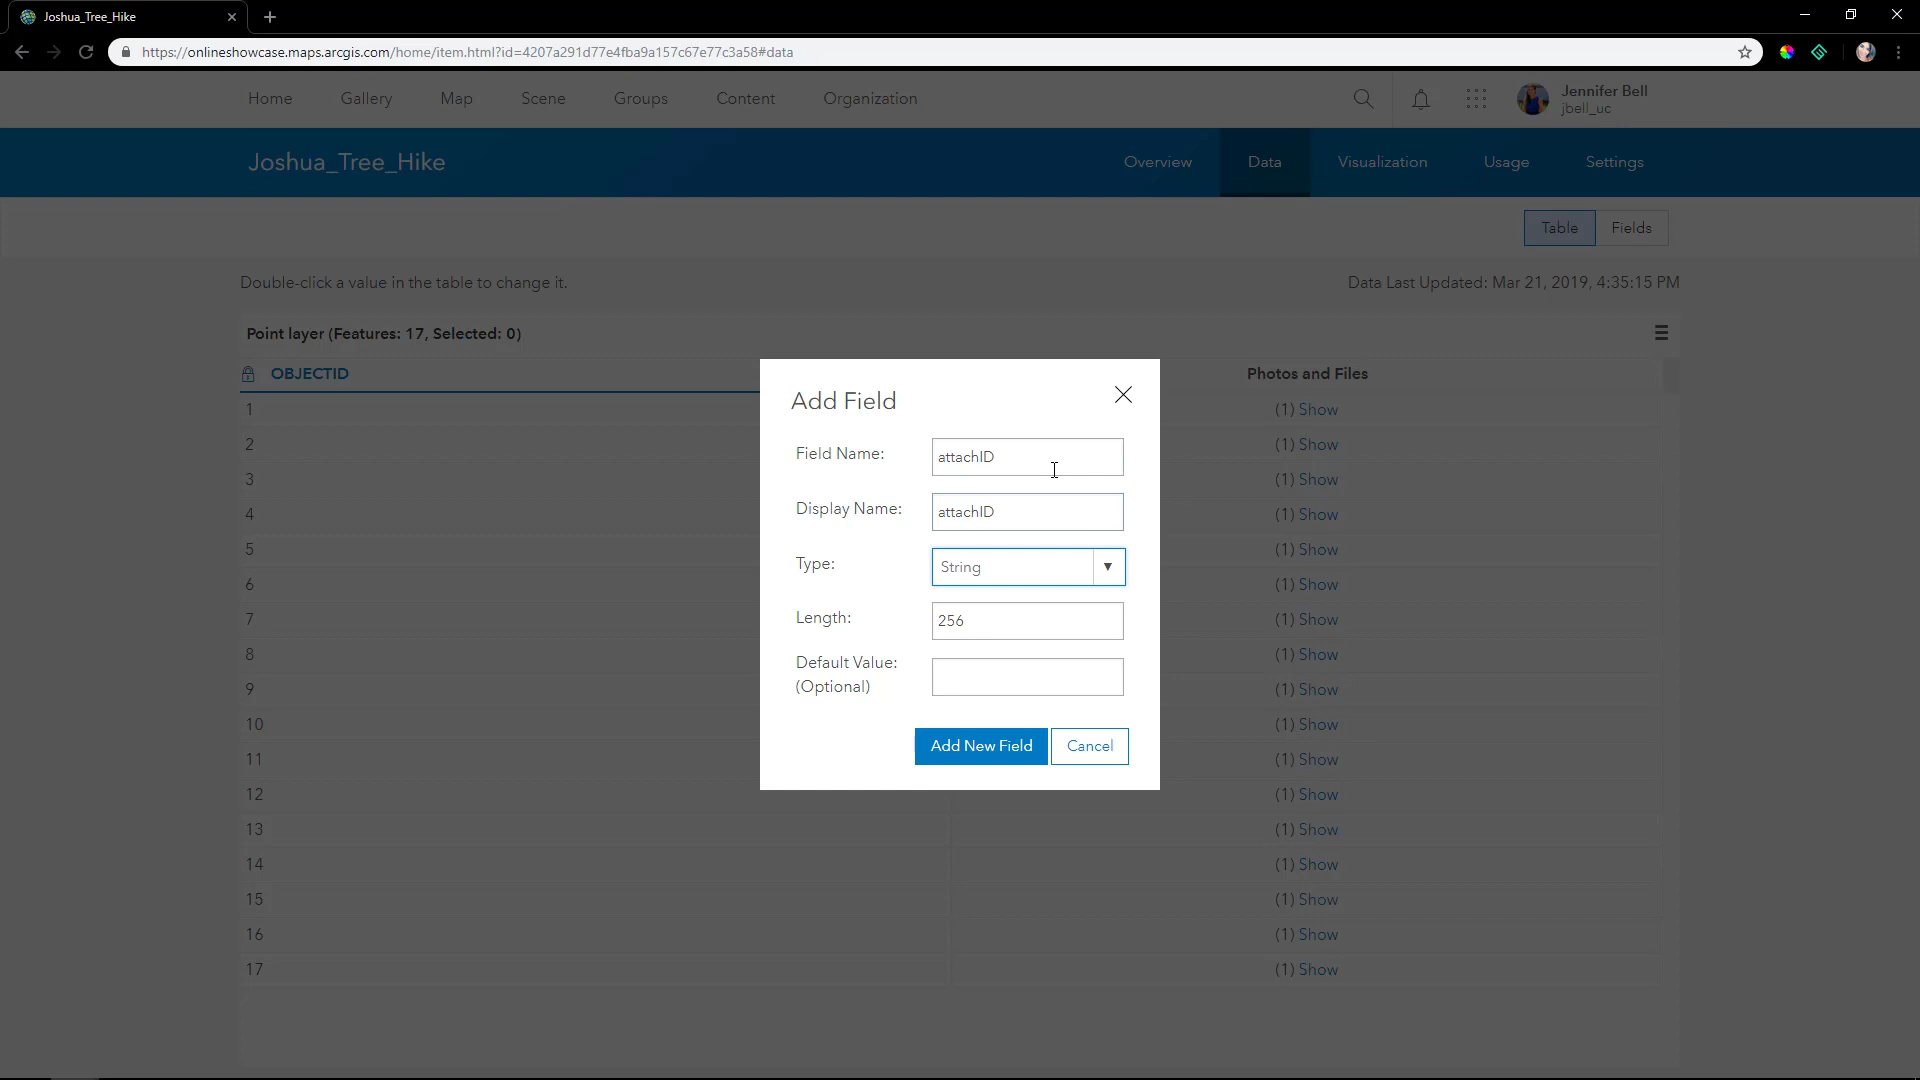 Joshua_Tree_Hike
https://onlineshowcase.maps.arcgis.com/home/item.html?id=4207a291d77e4fba9a157c67e77c3a58#data
Home Gallery Map Scene Groups Content Organization
Jennifer Bell
jbell_uc
Joshua_Tree_Hike
Overview Data Visualization Usage Settings
Table Fields
Double-click a value in the table to change it. Data Last Updated: Mar 21, 2019, 4:35:15 PM
Point layer (Features: 17, Selected: 0)
OBJECTID Photos and Files
1 (1) Show
2 (1) Show
3 (1) Show
4 (1) Show
5 (1) Show
6 (1) Show
7 (1) Show
8 (1) Show
9 (1) Show
10 (1) Show
11 (1) Show
12 (1) Show
13 (1) Show
14 (1) Show
15 (1) Show
16 (1) Show
17 (1) Show
Add Field
Field Name: attachID
Display Name: attachID
Type: String
Length: 256
Default Value:
(Optional)
Add New Field Cancel